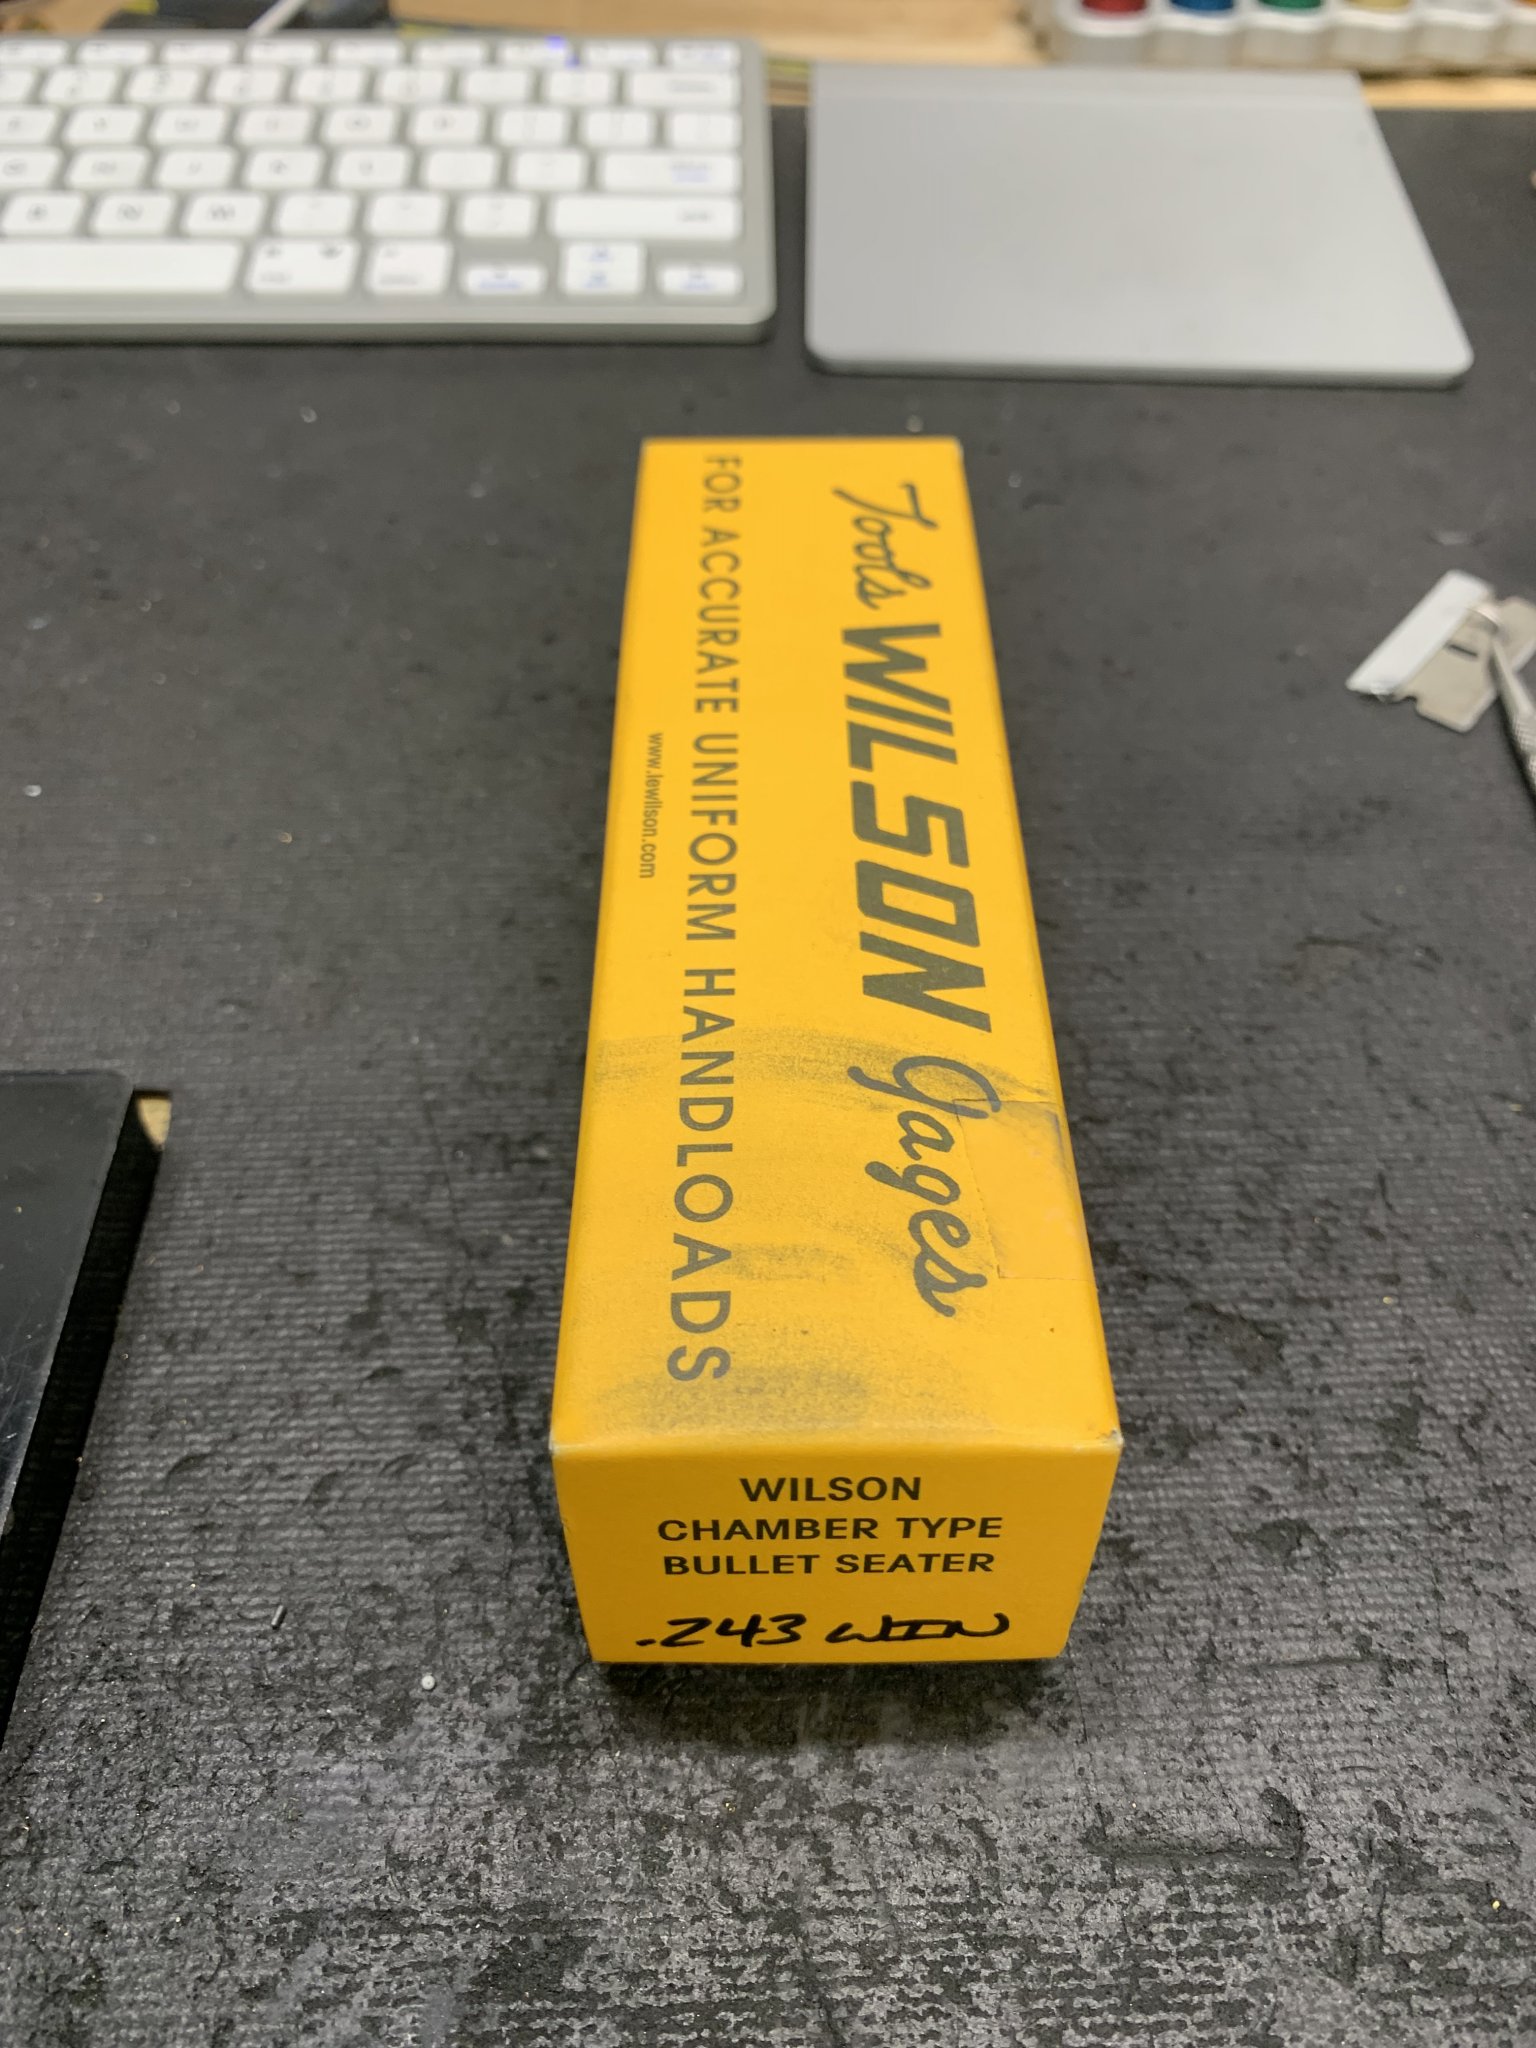 Tools WILSON Gages
FOR ACCURATE UNIFORM HANDLOADS
www.lewilson.com
WILSON
CHAMBER TYPE
BULLET SEATER
.243 WIN